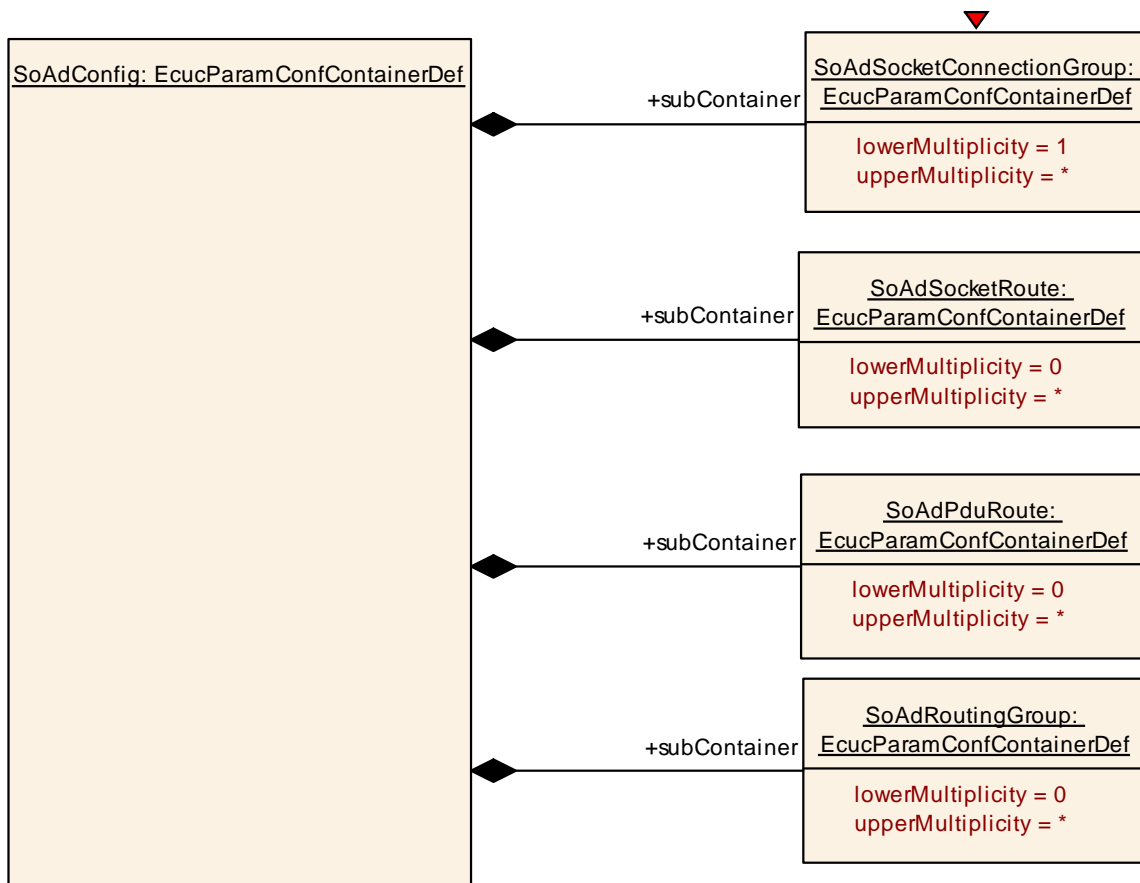 SoAdConfig: EcucParamConfContainerDef
+subContainer
SoAdSocketConnectionGroup:
EcucParamConfContainerDef
lowerMultiplicity = 1
upperMultiplicity = *
+subContainer
SoAdSocketRoute:
EcucParamConfContainerDef
lowerMultiplicity = 0
upperMultiplicity = *
+subContainer
SoAdPduRoute:
EcucParamConfContainerDef
lowerMultiplicity = 0
upperMultiplicity = *
+subContainer
SoAdRoutingGroup:
EcucParamConfContainerDef
lowerMultiplicity = 0
upperMultiplicity = *